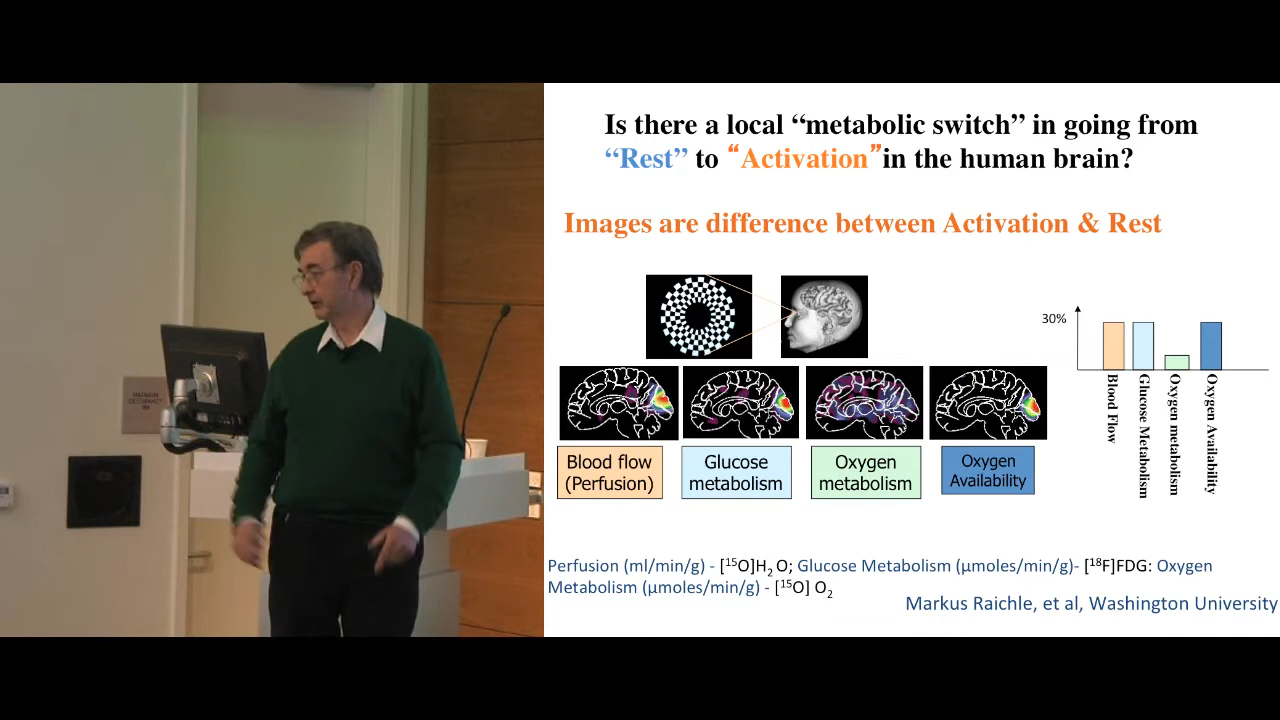 Is there a local “metabolic switch” in going from
“Rest” to “Activation”in the human brain?
Images are difference between Activation & Rest
30%
Blood Flow
Glucose Metabolism
Oxygen metabolism
Oxygen Availability
Blood flow
(Perfusion)
Glucose
metabolism
Oxygen
metabolism
Oxygen
Availability
Perfusion (ml/min/g) - [¹⁵O]H₂O; Glucose Metabolism (µmoles/min/g)- [¹⁸F]FDG: Oxygen
Metabolism (µmoles/min/g) - [¹⁵O] O₂
Markus Raichle, et al, Washington University
MAXIMUM
OCCUPANCY